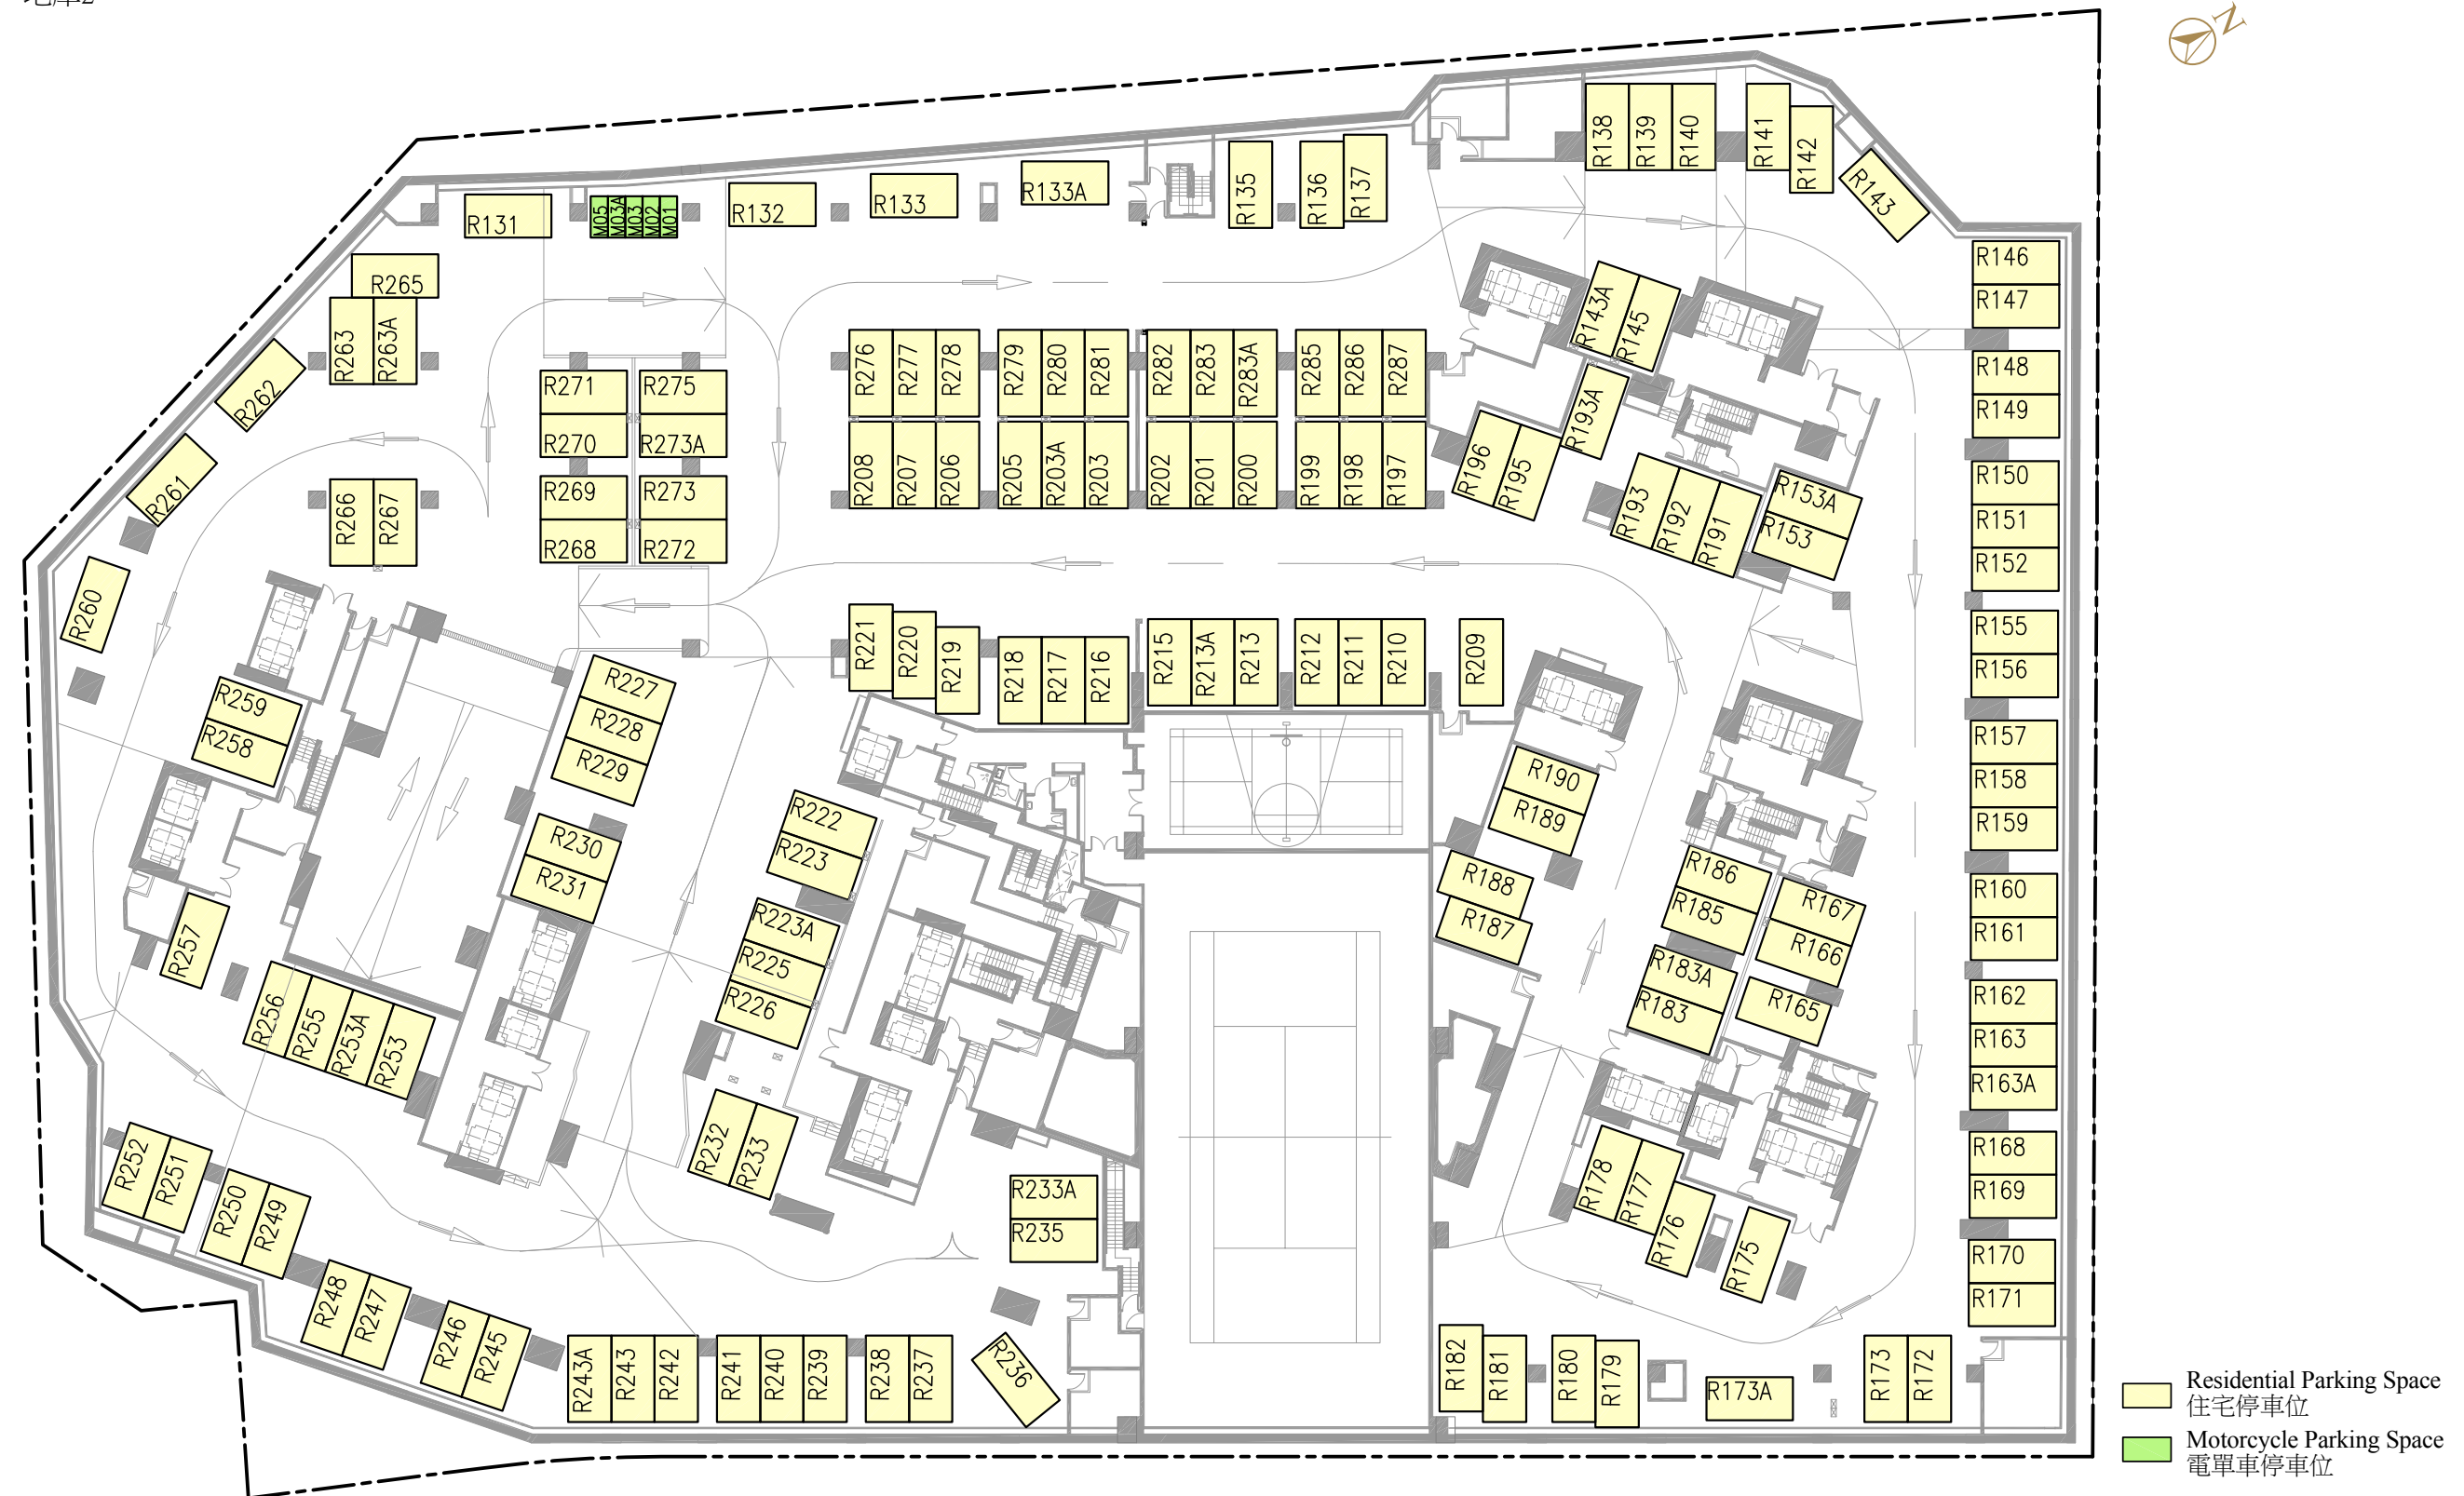 地庫2
N
R138
R139
R140
R141
R142
R143
R131
M05
M03A
M03
M02
M01
R132
R133
R133A
R135
R136
R137
R146
R147
R265
R263
R263A
R262
R143A
R145
R148
R149
R271
R275
R276
R277
R278
R279
R280
R281
R282
R283
R283A
R285
R286
R287
R270
R273A
R193A
R261
R266
R267
R269
R273
R208
R207
R206
R205
R203A
R203
R202
R201
R200
R199
R198
R197
R196
R195
R150
R151
R152
R268
R272
R193
R192
R191
R153A
R153
R260
R221
R220
R219
R218
R217
R216
R215
R213A
R213
R212
R211
R210
R209
R155
R156
R259
R258
R227
R228
R229
R157
R158
R159
R190
R189
R222
R223
R230
R231
R188
R187
R186
R185
R167
R166
R160
R161
R257
R223A
R225
R226
R183A
R183
R165
R162
R163
R163A
R256
R255
R253A
R253
R252
R251
R232
R233
R178
R177
R176
R175
R168
R169
R250
R249
R233A
R235
R170
R171
R248
R247
R246
R245
R243A
R243
R242
R241
R240
R239
R238
R237
R236
R182
R181
R180
R179
R173A
R173
R172
Residential Parking Space
住宅停車位
Motorcycle Parking Space
電單車停車位